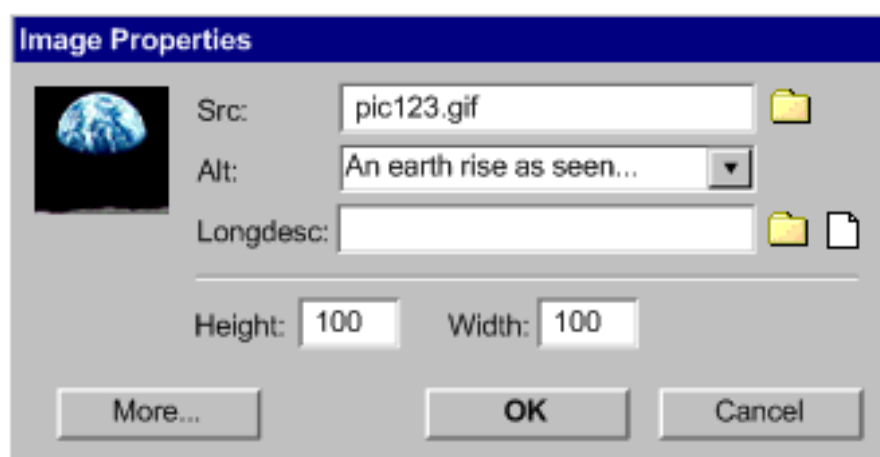 Image Properties
Src: pic123.gif
Alt: An earth rise as seen...
Longdesc:
Height: 100 Width: 100
More... OK Cancel